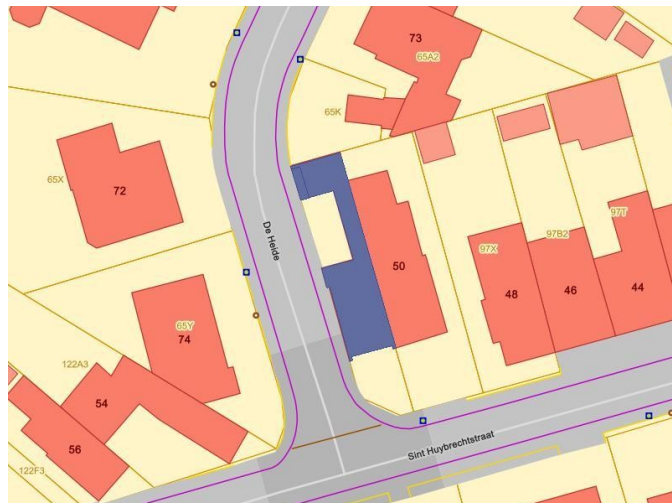 73
65A2
65K
65X
72
97T
De Heide
97X
97B2
50
44
48
46
65Y
74
122A3
54
56
Sint Huybrechtstraat
122F3